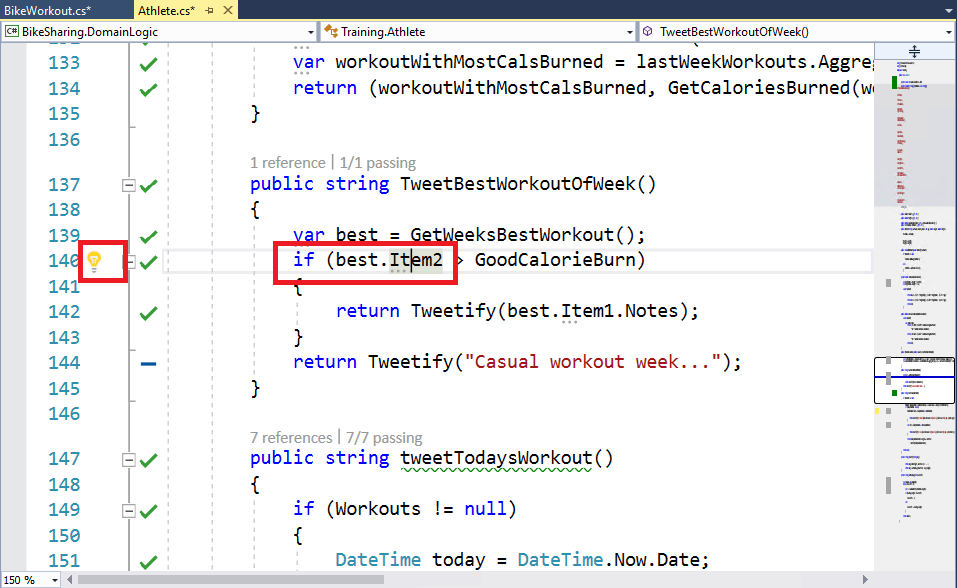 BikeWorkout.cs*
Athlete.cs*
BikeSharing.DomainLogic
Training.Athlete
TweetBestWorkoutOfWeek()
133 var workoutWithMostCalsBurned = lastWeekWorkouts.Aggreg
134 return (workoutWithMostCalsBurned, GetCaloriesBurned(wo
135 }
136
1 reference | 1/1 passing
137 public string TweetBestWorkoutOfWeek()
138 {
139 var best = GetWeeksBestWorkout();
140 if (best.Item2 > GoodCalorieBurn)
141 {
142 return Tweetify(best.Item1.Notes);
143 }
144 return Tweetify("Casual workout week...");
145 }
146
7 references | 7/7 passing
147 public string tweetTodaysWorkout()
148 {
149 if (Workouts != null)
150 {
151 DateTime today = DateTime.Now.Date;
150 %